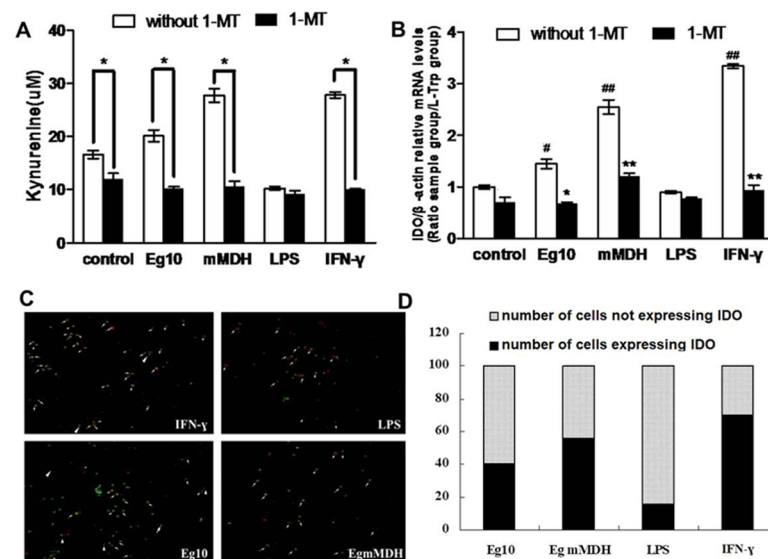 A
without 1-MT
1-MT
Kynurenine(uM)
40
30
20
10
0
*
*
*
*
control
Eg10
mMDH
LPS
IFN-γ
B
without 1-MT
1-MT
IDO/β -actin relative mRNA levels
(Ratio sample group/L-Trp group)
4
3
2
1
0
#
*
##
**
##
**
control
Eg10
mMDH
LPS
IFN-γ
C
IFN-γ
LPS
Eg10
EgmMDH
D
number of cells not expressing IDO
number of cells expressing IDO
120
100
80
60
40
20
0
Eg10
Eg mMDH
LPS
IFN-γ